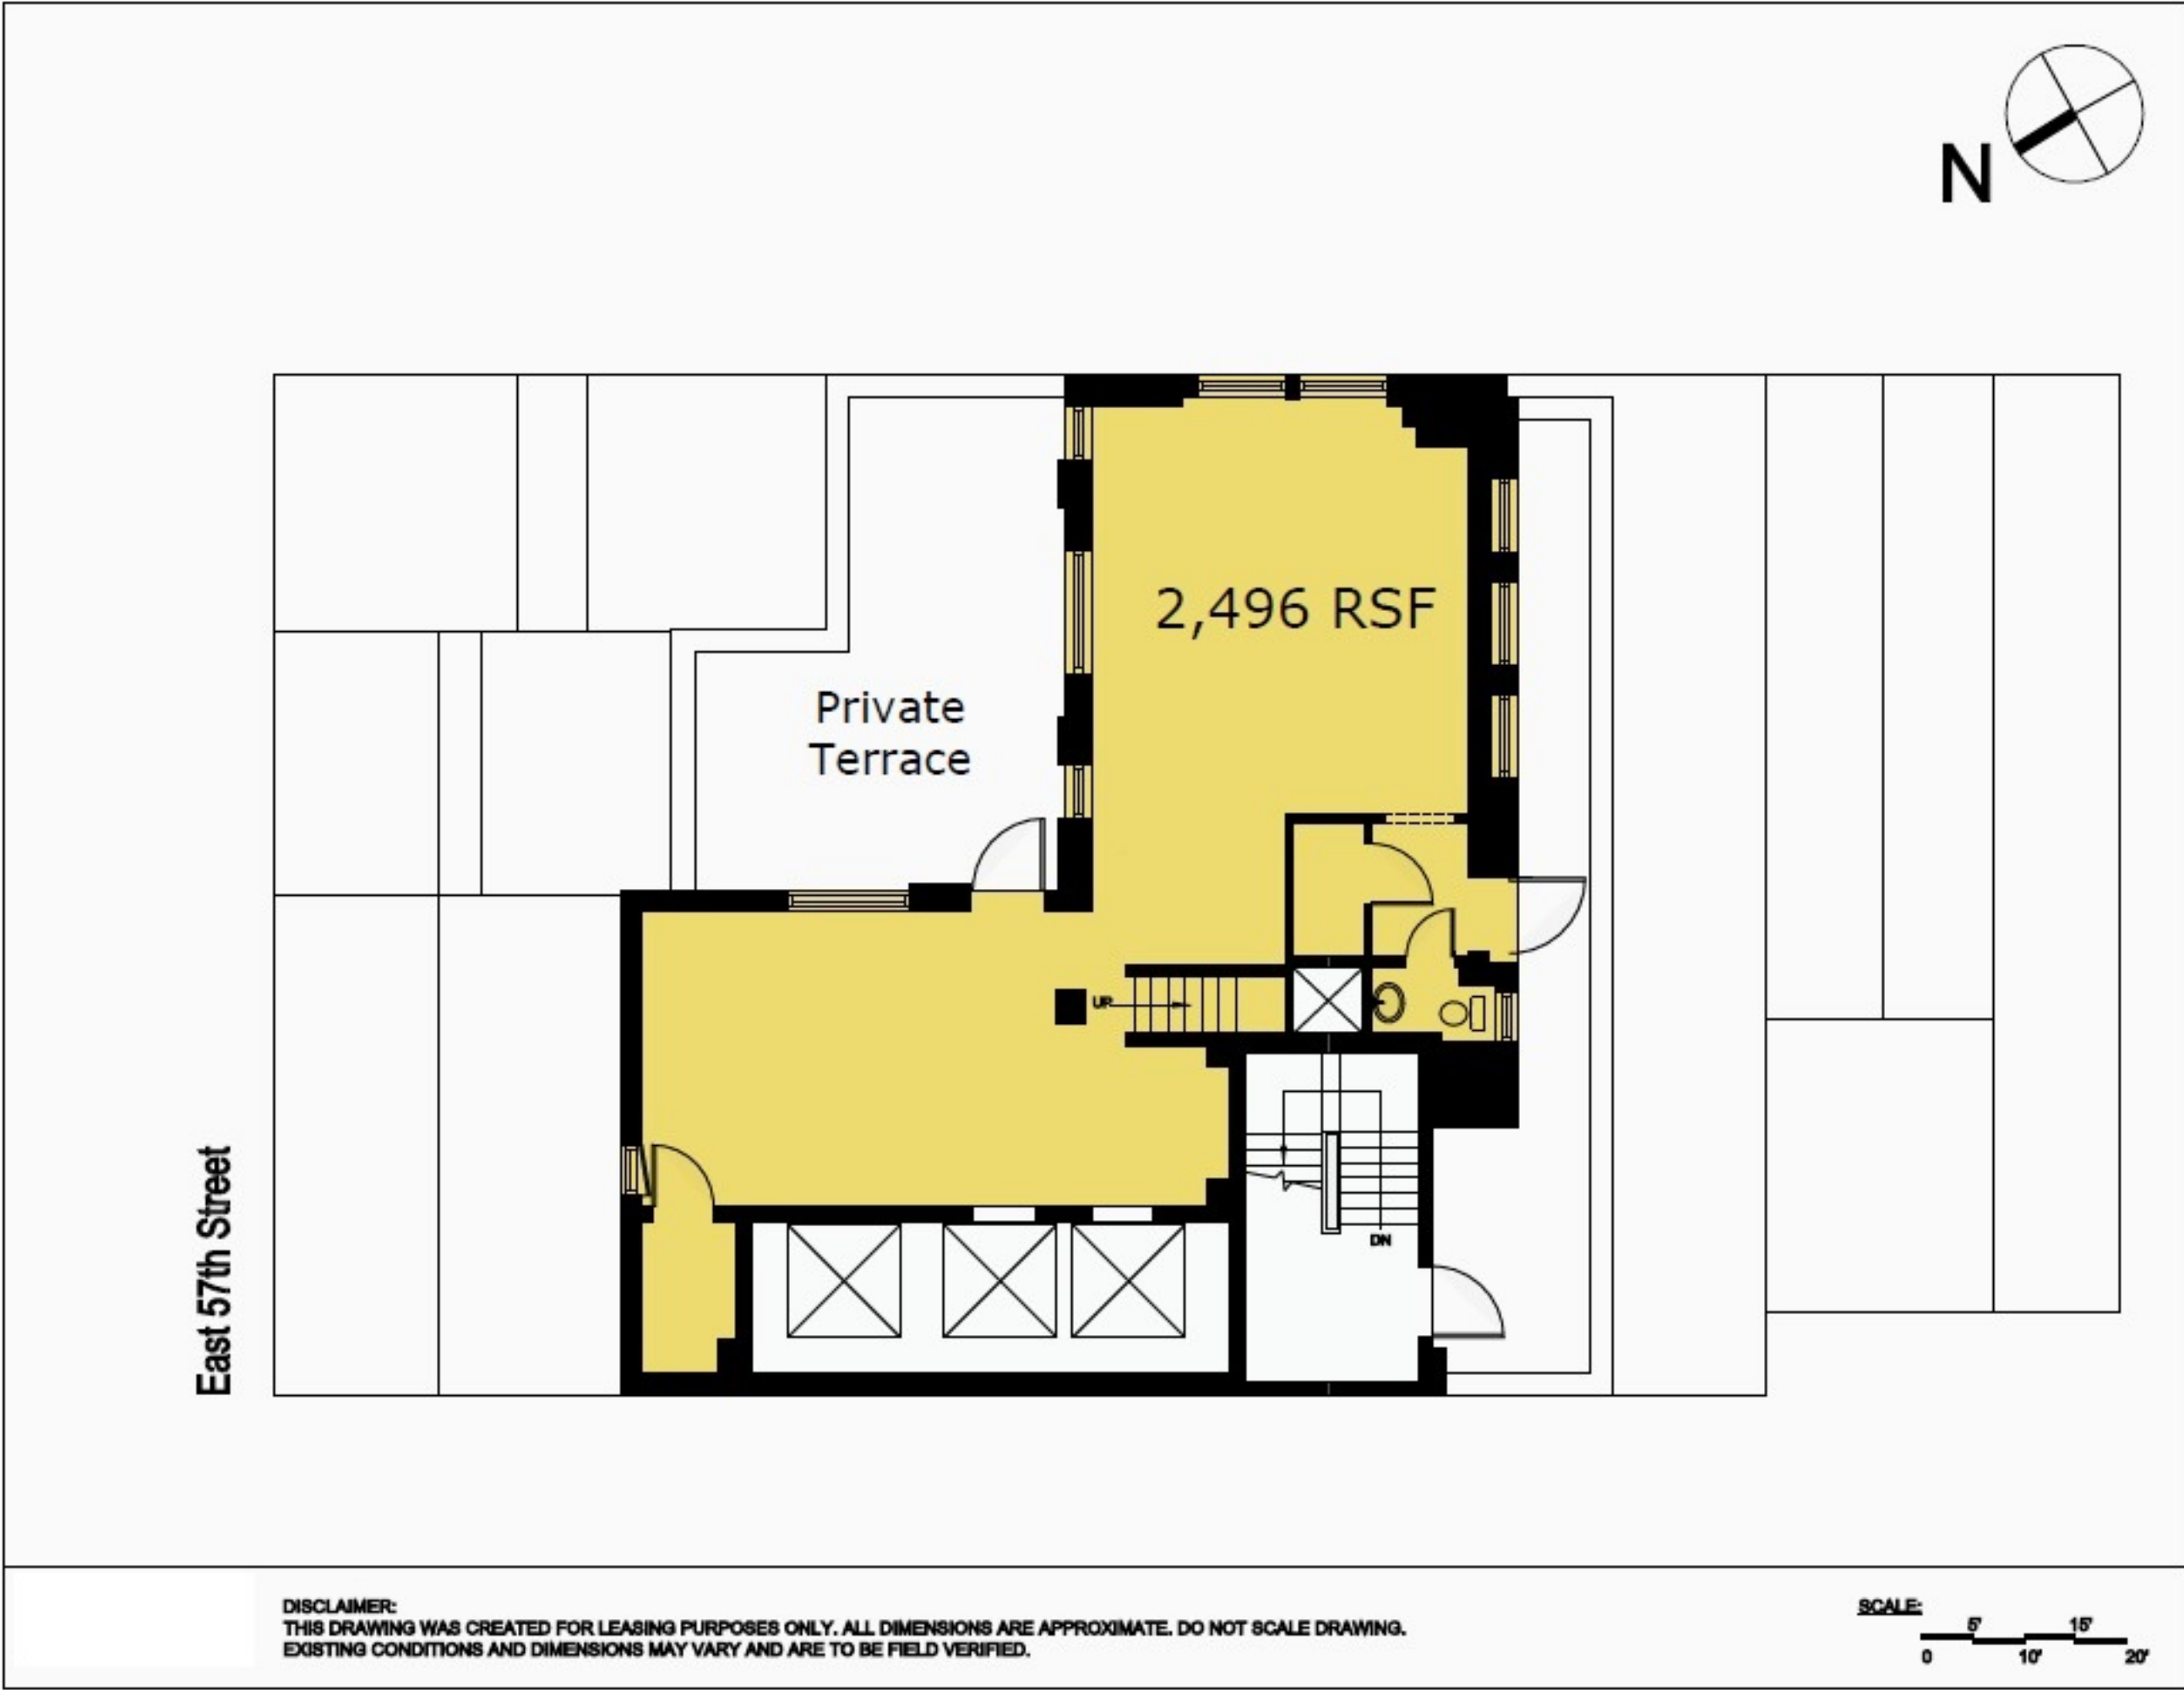 N
2,496 RSF
Private
Terrace
UP
East 57th Street
DN
DISCLAIMER:
THIS DRAWING WAS CREATED FOR LEASING PURPOSES ONLY. ALL DIMENSIONS ARE APPROXIMATE. DO NOT SCALE DRAWING.
EXISTING CONDITIONS AND DIMENSIONS MAY VARY AND ARE TO BE FIELD VERIFIED.
SCALE:
5' 15'
0 10' 20'